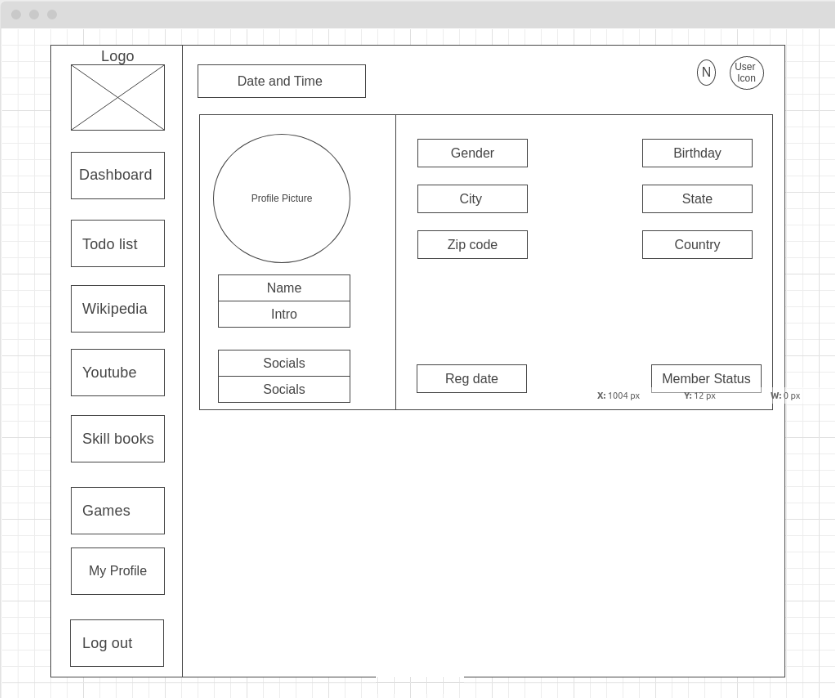 Logo
Dashboard
Todo list
Wikipedia
Youtube
Skill books
Games
My Profile
Log out
Date and Time
N
User
Icon
Profile Picture
Name
Intro
Socials
Socials
Gender
Birthday
City
State
Zip code
Country
Reg date
Member Status
X: 1004 px
Y: 12 px
W: 0 px